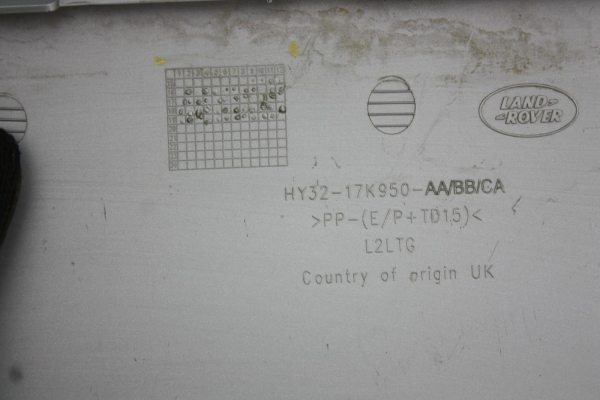 LAND-
-ROVER
HY32-17K950-AA/BB/CA
>PP-(E/P+TD15)<
L2LTG
Country of origin UK